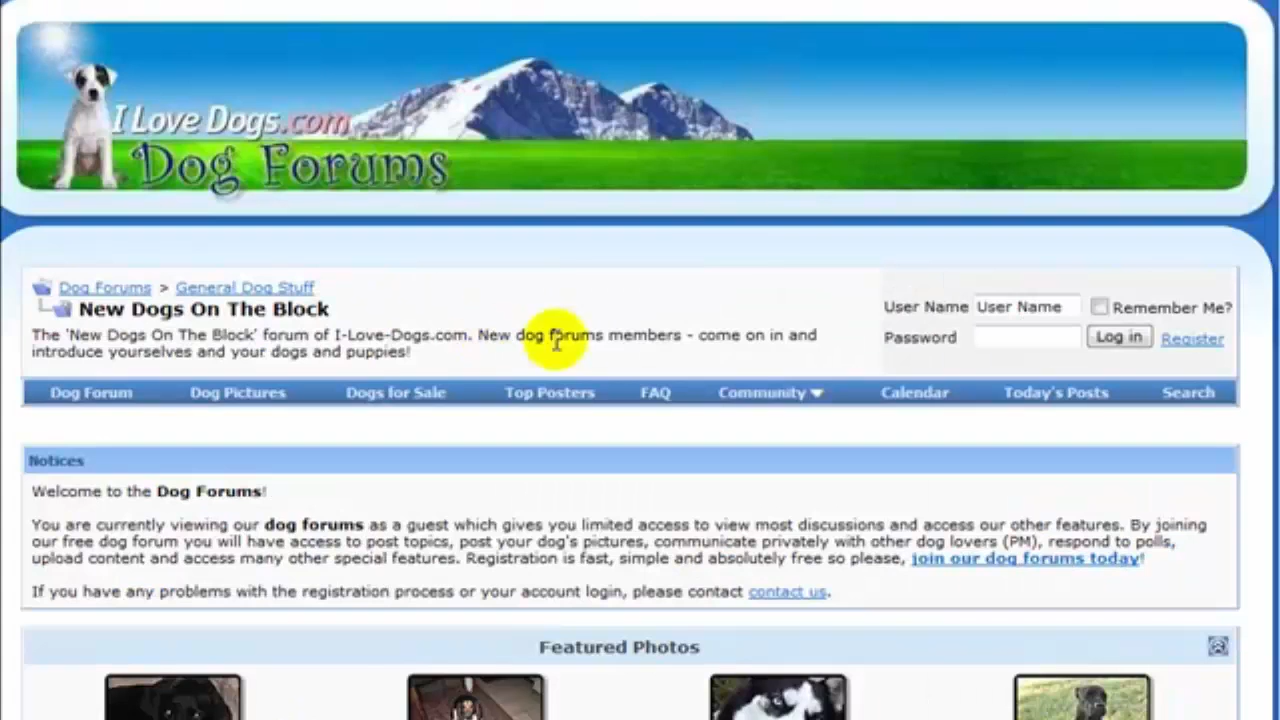 I Love Dogs.com
Dog Forums
Dog Forums > General Dog Stuff
New Dogs On The Block
The 'New Dogs On The Block' forum of I-Love-Dogs.com. New dog forums members - come on in and
introduce yourselves and your dogs and puppies!
User Name User Name Remember Me?
Password Log in Register
Dog Forum Dog Pictures Dogs for Sale Top Posters FAQ Community Calendar Today's Posts Search
Notices
Welcome to the Dog Forums!
You are currently viewing our dog forums as a guest which gives you limited access to view most discussions and access our other features. By joining
our free dog forum you will have access to post topics, post your dog's pictures, communicate privately with other dog lovers (PM), respond to polls,
upload content and access many other special features. Registration is fast, simple and absolutely free so please, join our dog forums today!
If you have any problems with the registration process or your account login, please contact contact us.
Featured Photos